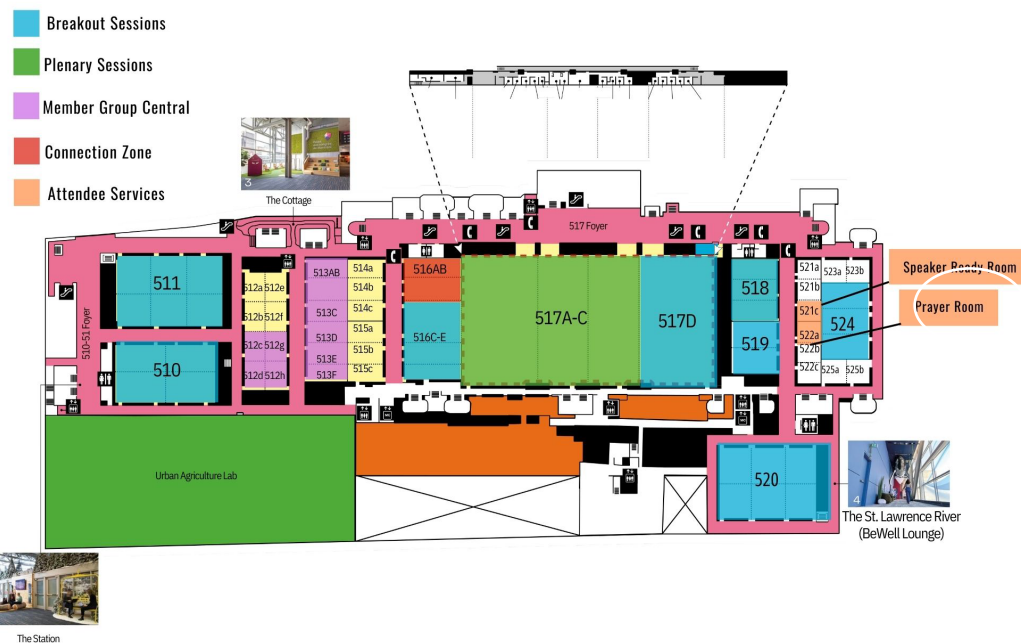 Breakout Sessions
Plenary Sessions
Member Group Central
Connection Zone
Attendee Services
3
The Cottage
517 Foyer
510-51 Foyer
511
510
512a 512e
512b 512f
512c 512g
512d 512h
513AB
513C
513D
513E
513F
514a
514b
514c
515a
515b
515c
516AB
516C-E
517A-C
517D
518
519
521a
521b
521c
522a
522b
522c
523a 523b
524
525a 525b
Speaker Ready Room
Prayer Room
520
Urban Agriculture Lab
4
The St. Lawrence River
(BeWell Lounge)
The Station